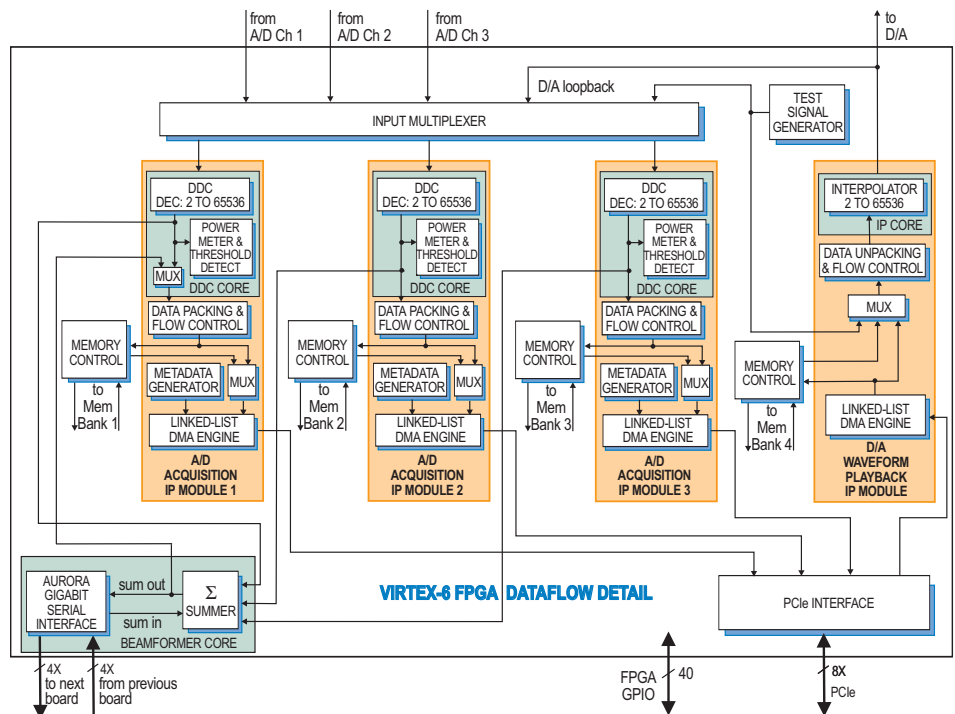 from
A/D Ch 1
from
A/D Ch 2
from
A/D Ch 3
to
D/A
D/A loopback
INPUT MULTIPLEXER
TEST
SIGNAL
GENERATOR
DDC
DEC: 2 TO 65536
POWER
METER &
THRESHOLD
DETECT
MUX
DDC CORE
DATA PACKING &
FLOW CONTROL
MEMORY
CONTROL
METADATA
GENERATOR
MUX
to
Mem
Bank 1
LINKED-LIST
DMA ENGINE
A/D
ACQUISITION
IP MODULE 1
DDC
DEC: 2 TO 65536
POWER
METER &
THRESHOLD
DETECT
DDC CORE
DATA PACKING &
FLOW CONTROL
MEMORY
CONTROL
METADATA
GENERATOR
MUX
to
Mem
Bank 2
LINKED-LIST
DMA ENGINE
A/D
ACQUISITION
IP MODULE 2
DDC
DEC: 2 TO 65536
POWER
METER &
THRESHOLD
DETECT
DDC CORE
DATA PACKING &
FLOW CONTROL
MEMORY
CONTROL
METADATA
GENERATOR
MUX
to
Mem
Bank 3
LINKED-LIST
DMA ENGINE
A/D
ACQUISITION
IP MODULE 3
INTERPOLATOR
2 TO 65536
IP CORE
DATA UNPACKING
& FLOW CONTROL
MUX
MEMORY
CONTROL
to
Mem
Bank 4
LINKED-LIST
DMA ENGINE
D/A
WAVEFORM
PLAYBACK
IP MODULE
AURORA
GIGABIT
SERIAL
INTERFACE
sum out
sum in
Σ
SUMMER
BEAMFORMER CORE
VIRTEX-6 FPGA DATAFLOW DETAIL
PCIe INTERFACE
4X
to next
board
4X
from previous
board
FPGA
GPIO
40
8X
PCIe